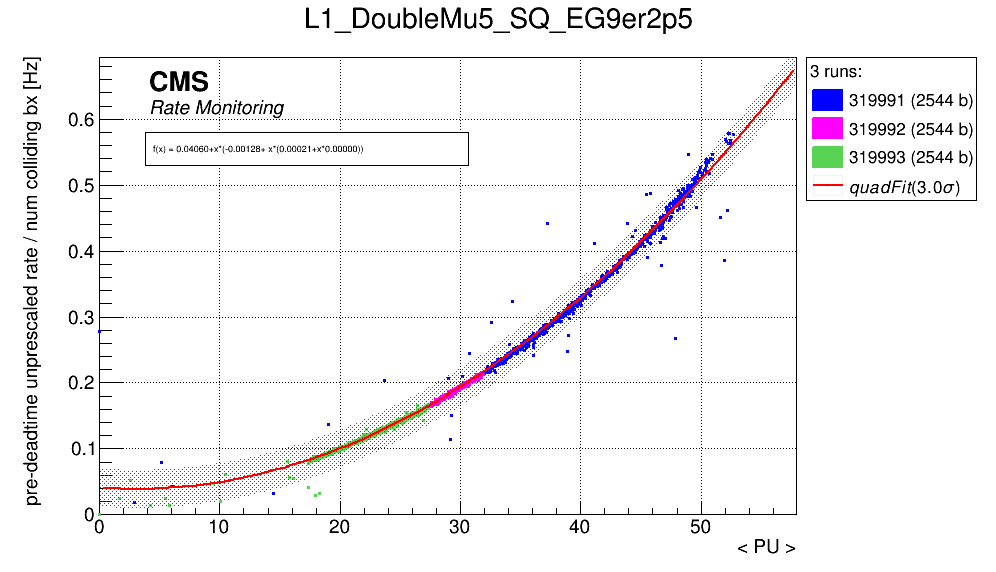 L1_DoubleMu5_SQ_EG9er2p5
pre-deadtime unprescaled rate / num colliding bx [Hz]
CMS
Rate Monitoring
f(x) = 0.04060+x*(-0.00128+ x*(0.00021+x*0.00000))
3 runs:
319991 (2544 b)
319992 (2544 b)
319993 (2544 b)
quadFit(3.0σ)
0.6
0.5
0.4
0.3
0.2
0.1
0
0 10 20 30 40 50
< PU >